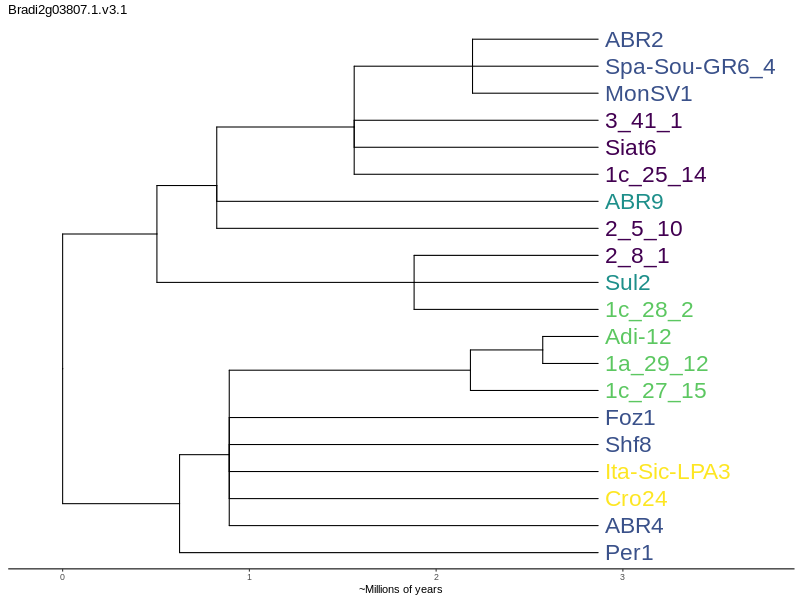 Bradi2g03807.1.v3.1
ABR2
Spa-Sou-GR6_4
MonSV1
3_41_1
Siat6
1c_25_14
ABR9
2_5_10
2_8_1
Sul2
1c_28_2
Adi-12
1a_29_12
1c_27_15
Foz1
Shf8
Ita-Sic-LPA3
Cro24
ABR4
Per1
0 1 2 3
~Millions of years